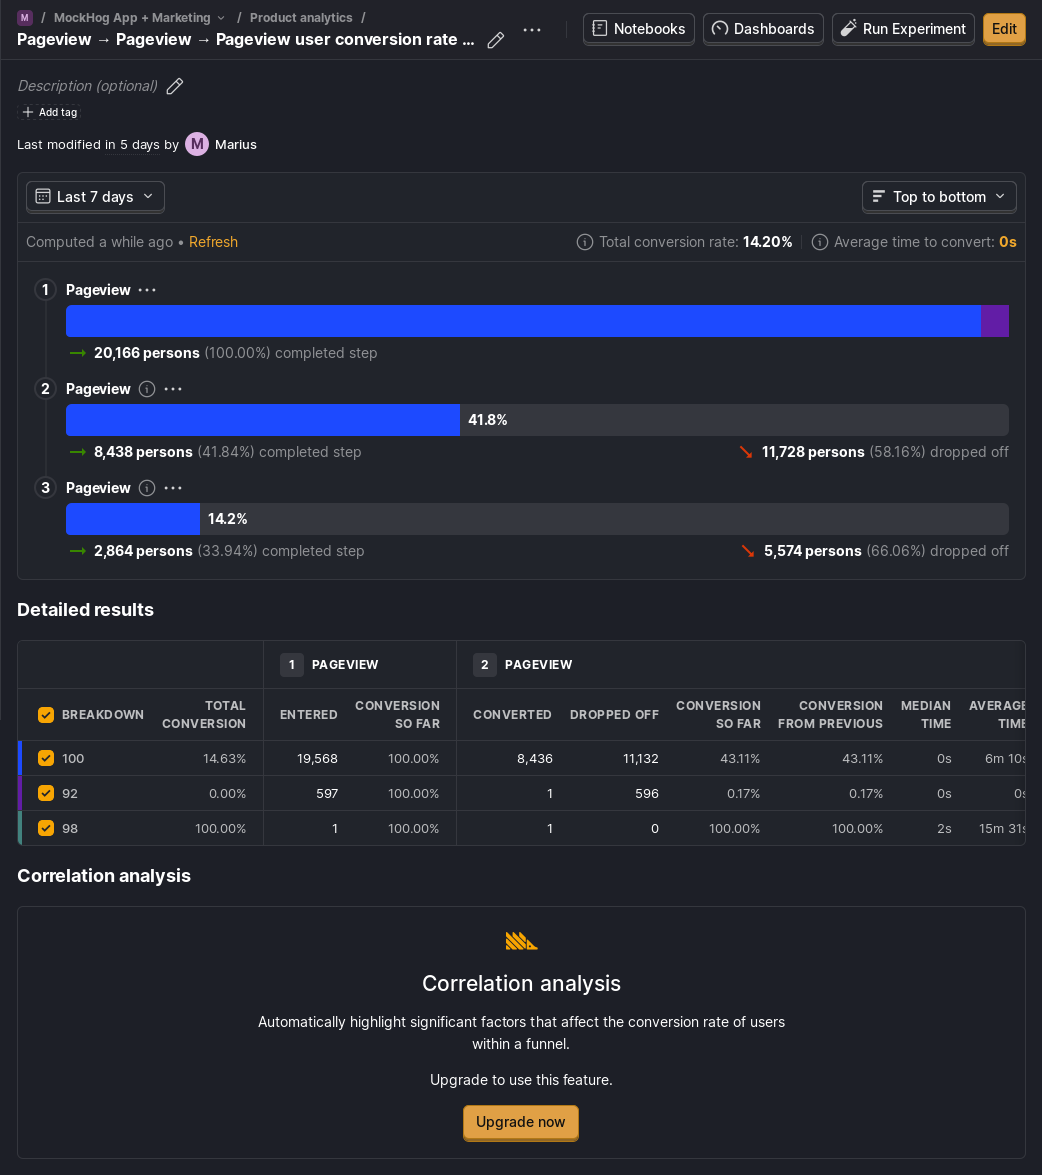 M / MockHog App + Marketing / Product analytics /
Pageview → Pageview → Pageview user conversion rate ...
Notebooks
Dashboards
Run Experiment
Edit
Description (optional)
Add tag
Last modified in 5 days by M Marius
Last 7 days
Top to bottom
Computed a while ago • Refresh
Total conversion rate: 14.20%
Average time to convert: 0s
1 Pageview
20,166 persons (100.00%) completed step
2 Pageview
41.8%
8,438 persons (41.84%) completed step
11,728 persons (58.16%) dropped off
3 Pageview
14.2%
2,864 persons (33.94%) completed step
5,574 persons (66.06%) dropped off
Detailed results
1 PAGEVIEW
2 PAGEVIEW
BREAKDOWN
TOTAL
CONVERSION
ENTERED
CONVERSION
SO FAR
CONVERTED
DROPPED OFF
CONVERSION
SO FAR
CONVERSION
FROM PREVIOUS
MEDIAN
TIME
AVERAGE
TIME
100 14.63% 19,568 100.00% 8,436 11,132 43.11% 43.11% 0s 6m 10s
92 0.00% 597 100.00% 1 596 0.17% 0.17% 0s 0s
98 100.00% 1 100.00% 1 0 100.00% 100.00% 2s 15m 31s
Correlation analysis
Correlation analysis
Automatically highlight significant factors that affect the conversion rate of users
within a funnel.
Upgrade to use this feature.
Upgrade now